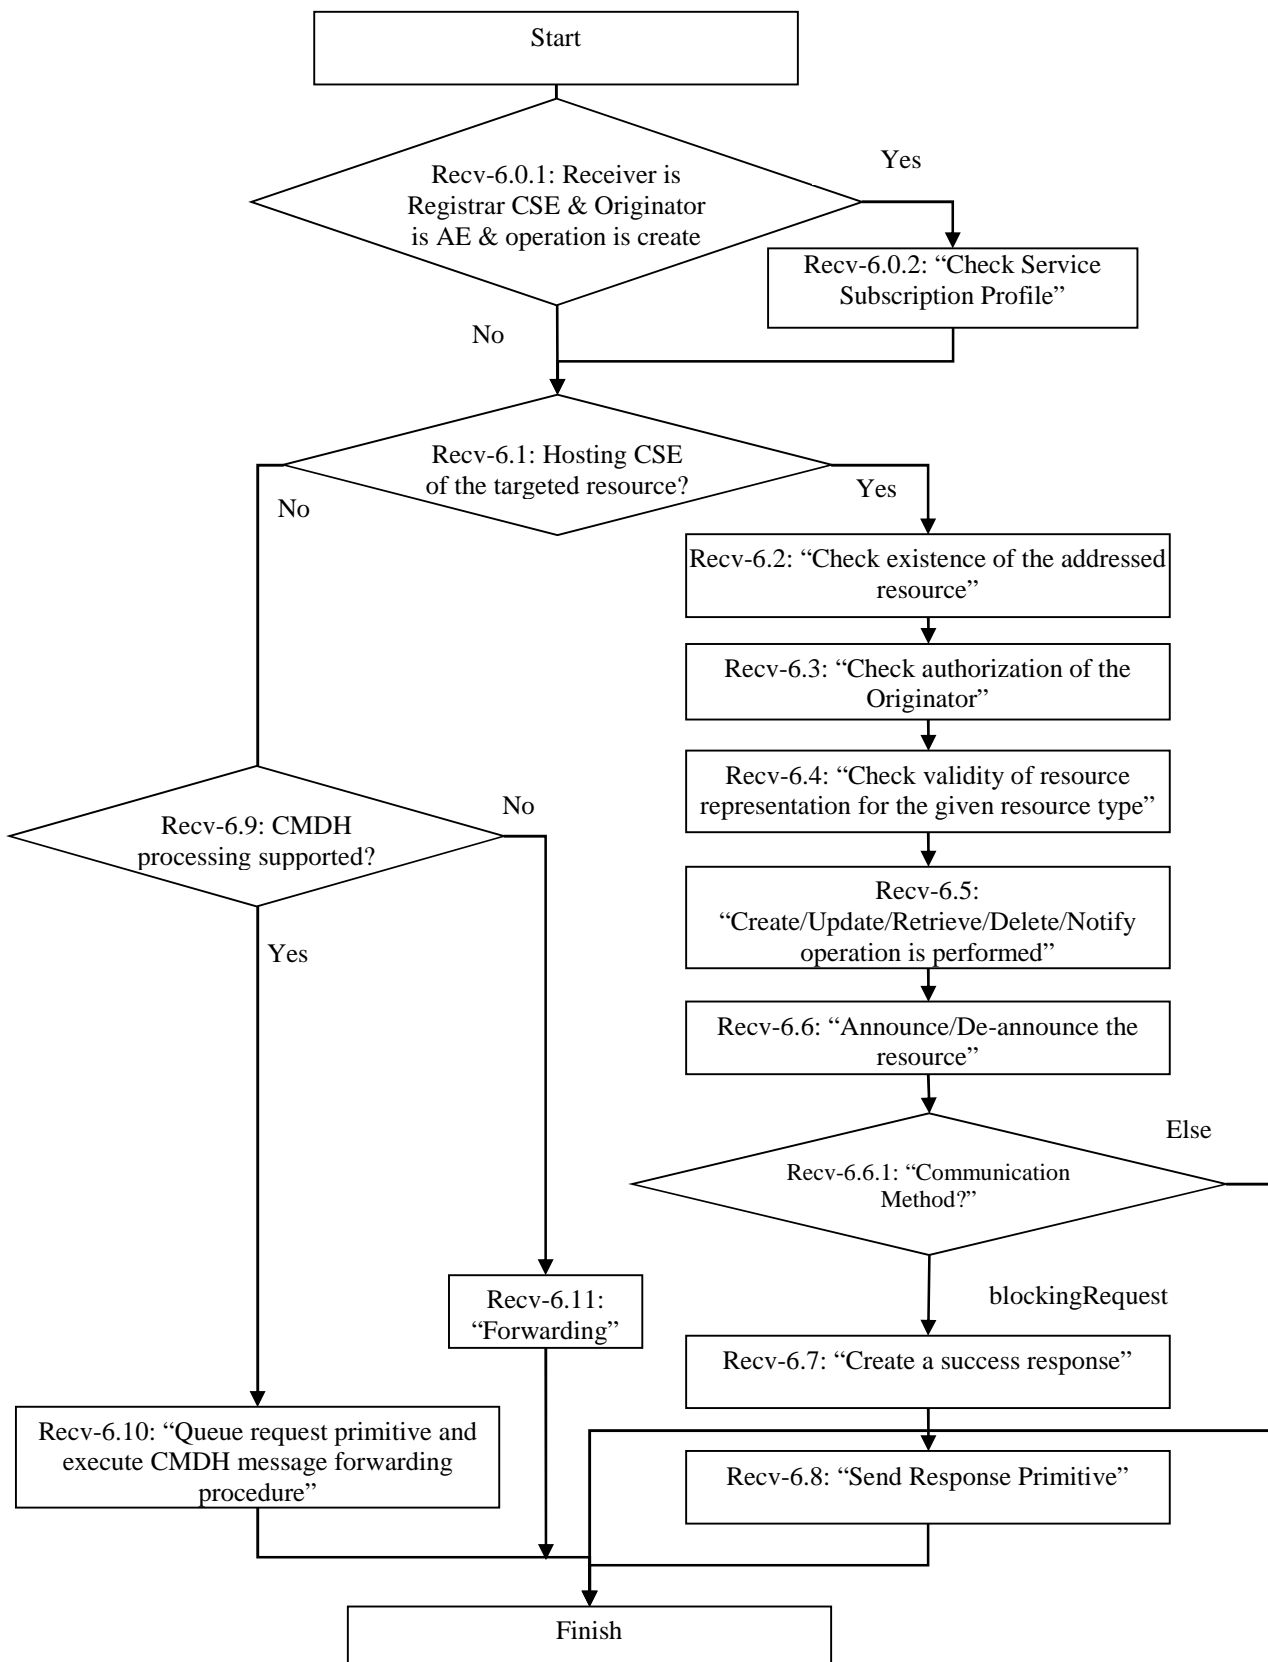 Start
Recv-6.0.1: Receiver is
Registrar CSE & Originator
is AE & operation is create
Yes
Recv-6.0.2: “Check Service
Subscription Profile”
No
Recv-6.1: Hosting CSE
of the targeted resource?
No
Yes
Recv-6.2: “Check existence of the addressed
resource”
Recv-6.3: “Check authorization of the
Originator”
Recv-6.4: “Check validity of resource
representation for the given resource type”
Recv-6.9: CMDH
processing supported?
No
Yes
Recv-6.5:
“Create/Update/Retrieve/Delete/Notify
operation is performed”
Recv-6.6: “Announce/De-announce the
resource”
Else
Recv-6.6.1: “Communication
Method?”
blockingRequest
Recv-6.11:
“Forwarding”
Recv-6.7: “Create a success response”
Recv-6.10: “Queue request primitive and
execute CMDH message forwarding
procedure”
Recv-6.8: “Send Response Primitive”
Finish